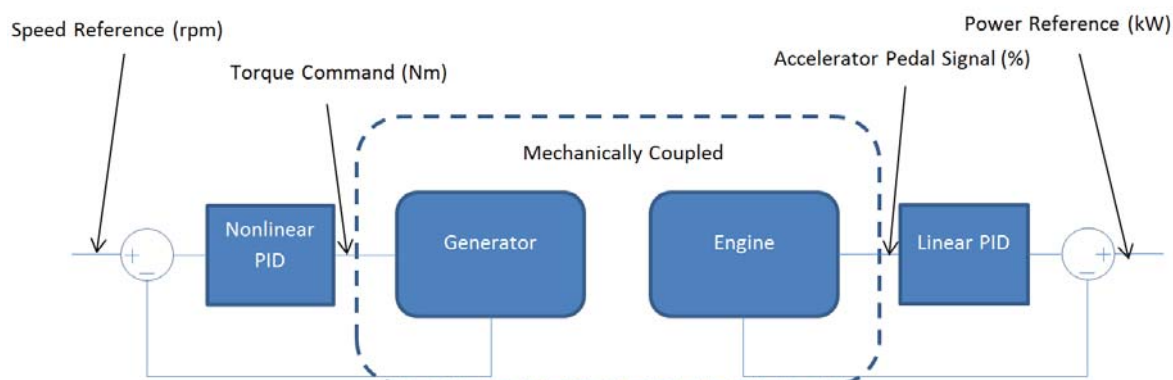 Speed Reference (rpm)
Power Reference (kW)
Torque Command (Nm)
Accelerator Pedal Signal (%)
Mechanically Coupled
+
−
Nonlinear
PID
Generator
Engine
Linear PID
+
−